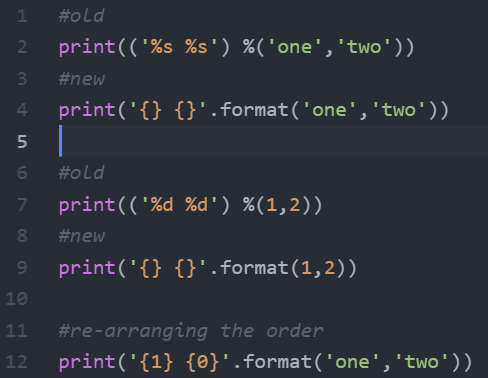 1 #old
2 print(('%s %s') %('one','two'))
3 #new
4 print('{} {}'.format('one','two'))
5
6 #old
7 print(('%d %d') %(1,2))
8 #new
9 print('{} {}'.format(1,2))
10
11 #re-arranging the order
12 print('{1} {0}'.format('one','two'))